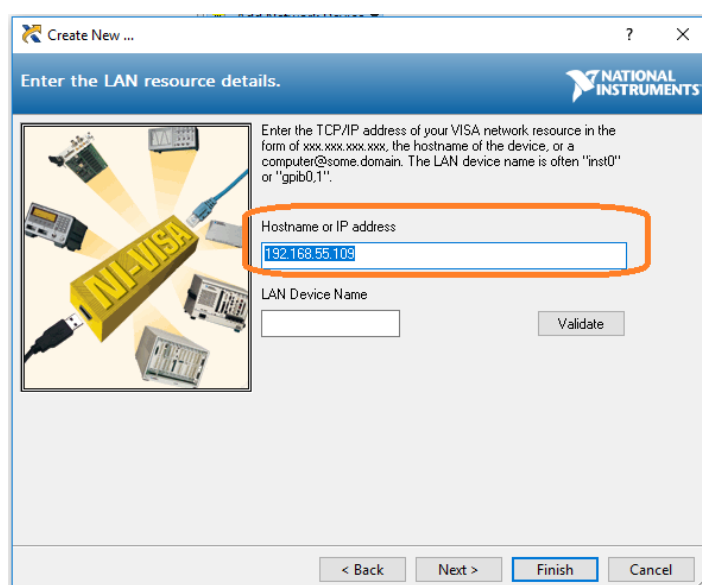 Create New ...
Enter the LAN resource details.
NATIONAL
INSTRUMENTS
Enter the TCP/IP address of your VISA network resource in the
form of xxx.xxx.xxx.xxx, the hostname of the device, or a
computer@some.domain. The LAN device name is often "inst0"
or "gpib0,1".
NI-VISA
Hostname or IP address
192.168.55.109
LAN Device Name
Validate
< Back Next > Finish Cancel